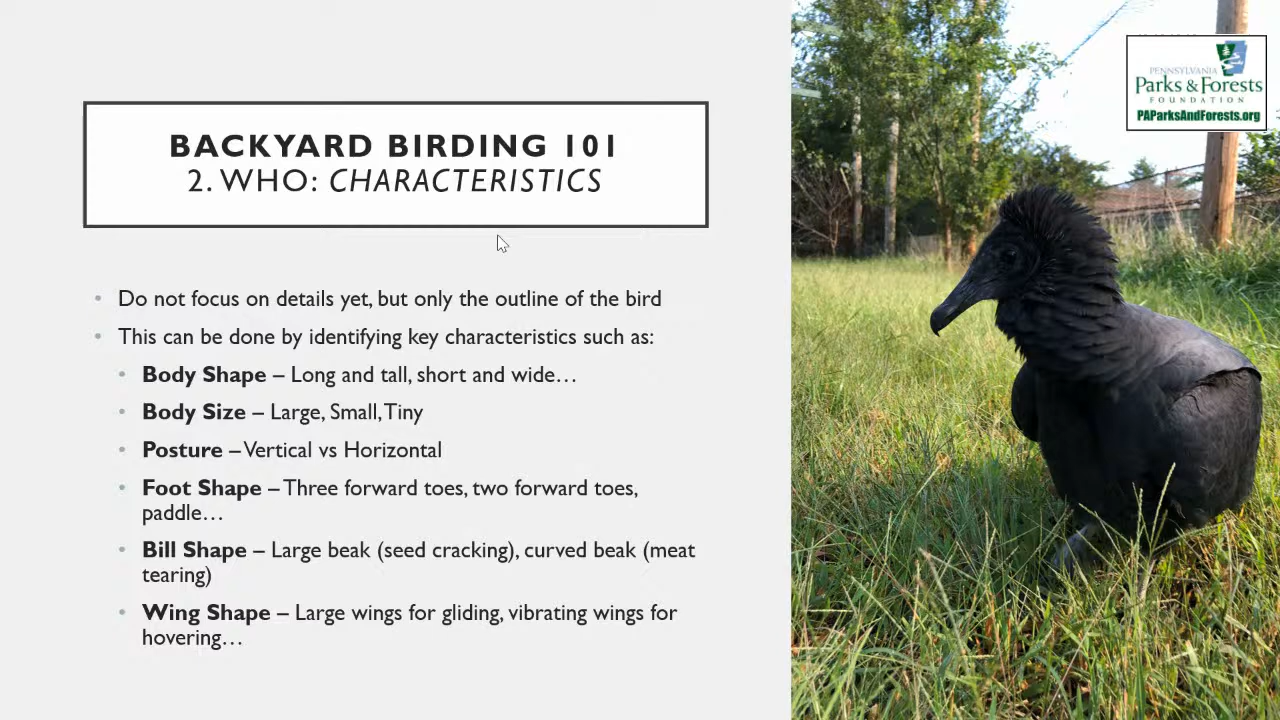 BACKYARD BIRDING 101
2. WHO: CHARACTERISTICS
• Do not focus on details yet, but only the outline of the bird
• This can be done by identifying key characteristics such as:
• Body Shape – Long and tall, short and wide…
• Body Size – Large, Small, Tiny
• Posture – Vertical vs Horizontal
• Foot Shape – Three forward toes, two forward toes,
paddle…
• Bill Shape – Large beak (seed cracking), curved beak (meat
tearing)
• Wing Shape – Large wings for gliding, vibrating wings for
hovering…
PENNSYLVANIA
Parks & Forests
FOUNDATION
PAParksAndForests.org